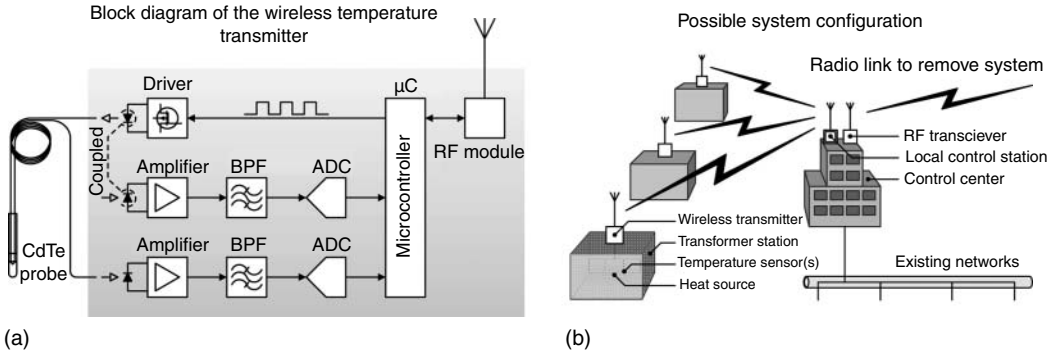 Block diagram of the wireless temperature
transmitter
Driver
µC
Coupled
RF module
Amplifier
BPF
ADC
Microcontroller
CdTe
probe
Amplifier
BPF
ADC
(a)
Possible system configuration
Radio link to remove system
RF transciever
Local control station
Control center
Wireless transmitter
Transformer station
Temperature sensor(s)
Heat source
Existing networks
(b)